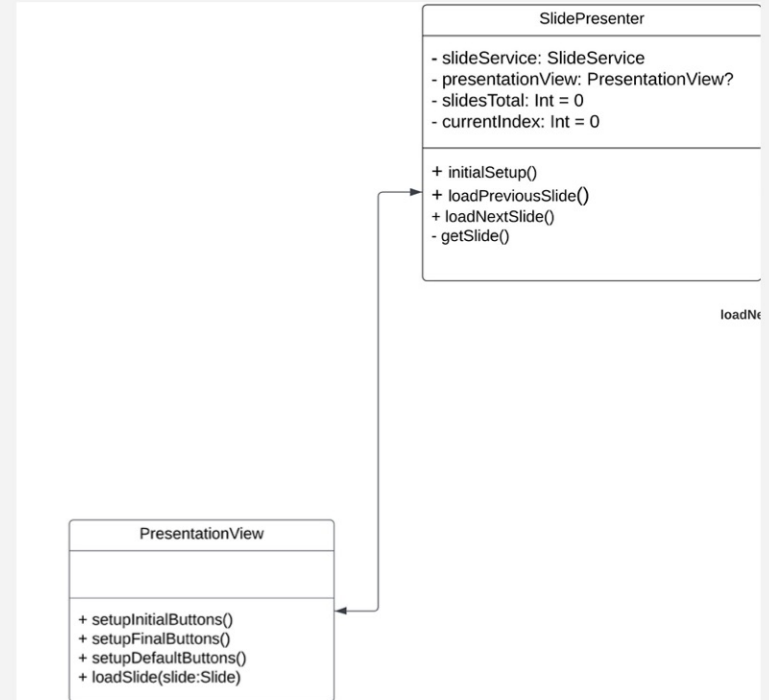 SlidePresenter
- slideService: SlideService
- presentationView: PresentationView?
- slidesTotal: Int = 0
- currentIndex: Int = 0
+ initialSetup()
+ loadPreviousSlide()
+ loadNextSlide()
- getSlide()
loadNe
PresentationView
+ setupInitialButtons()
+ setupFinalButtons()
+ setupDefaultButtons()
+ loadSlide(slide:Slide)